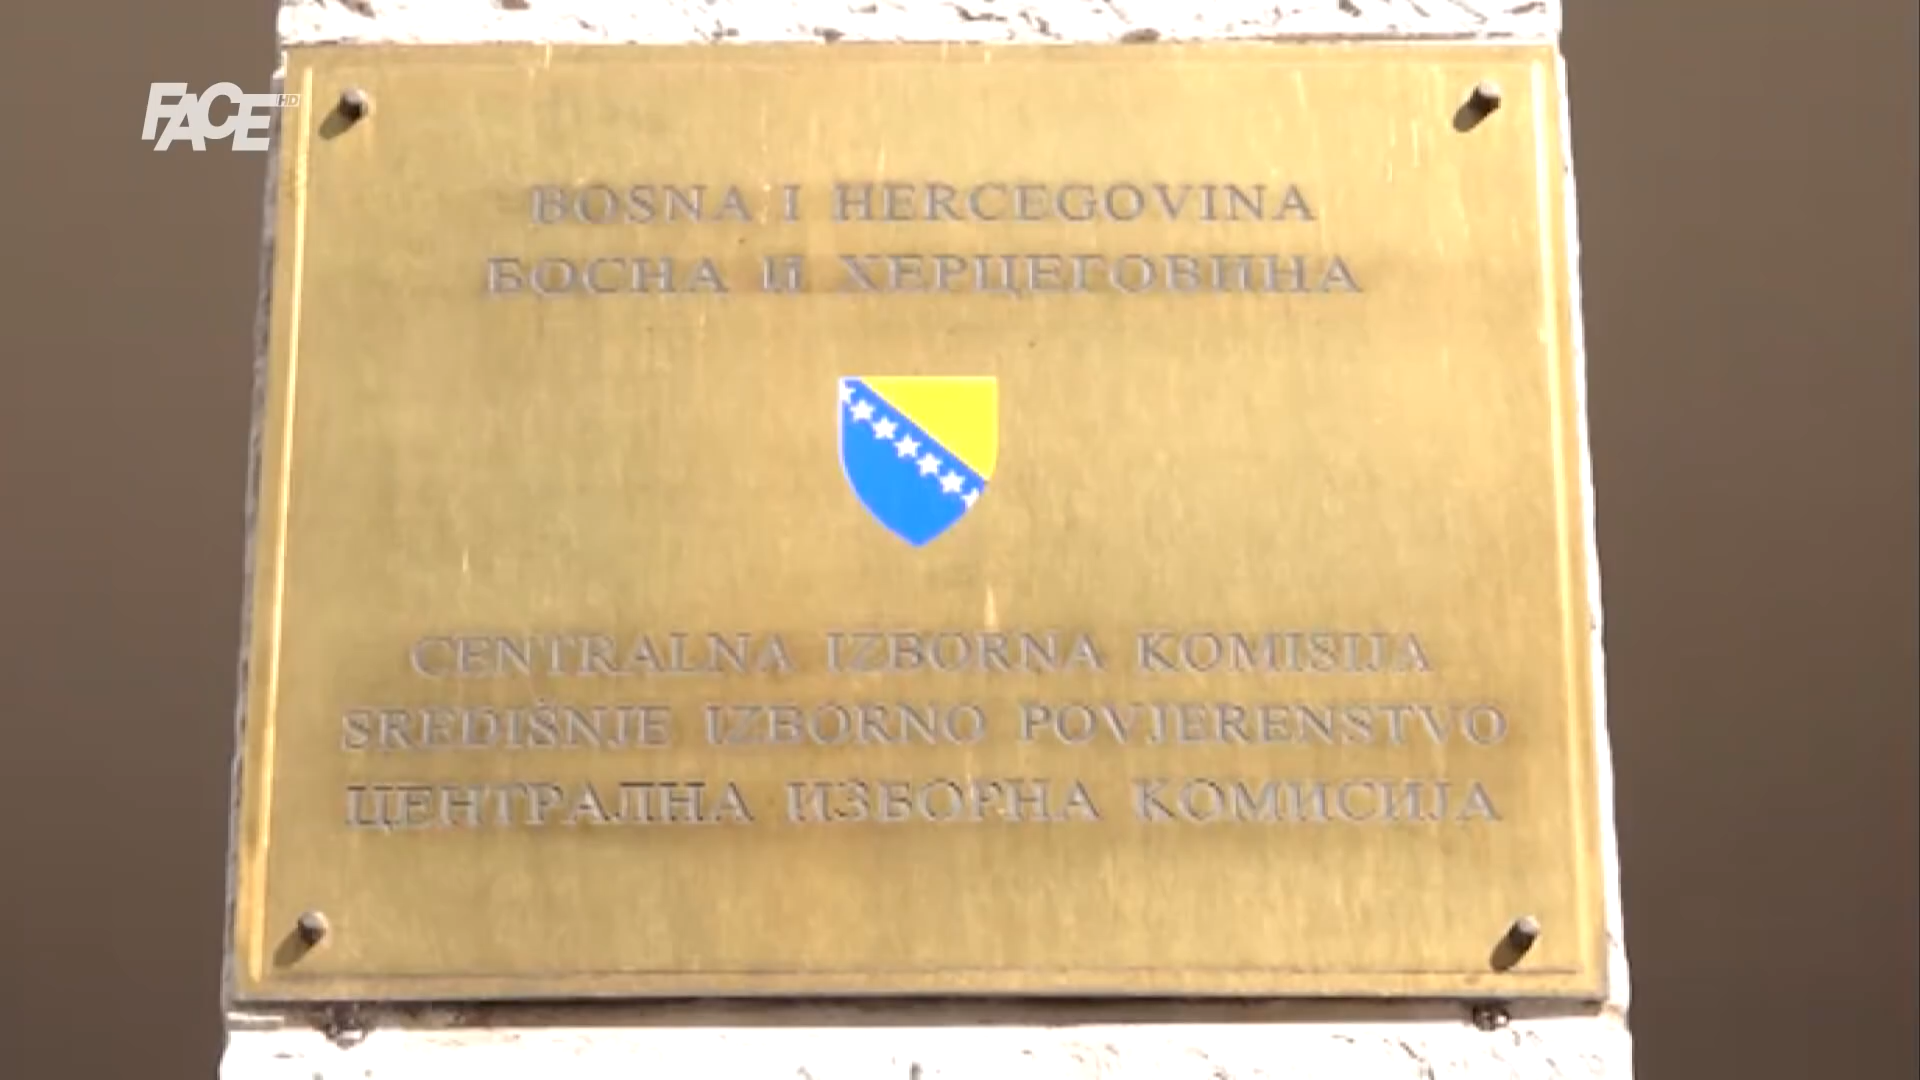 FACE HD
BOSNA I HERCEGOVINA
БОСНА И ХЕРЦЕГОВИНА
CENTRALNA IZBORNA KOMISIJA
SREDIŠNJE IZBORNO POVJERENSTVO
ЦЕНТРАЛНА ИЗБОРНА КОМИСИЈА